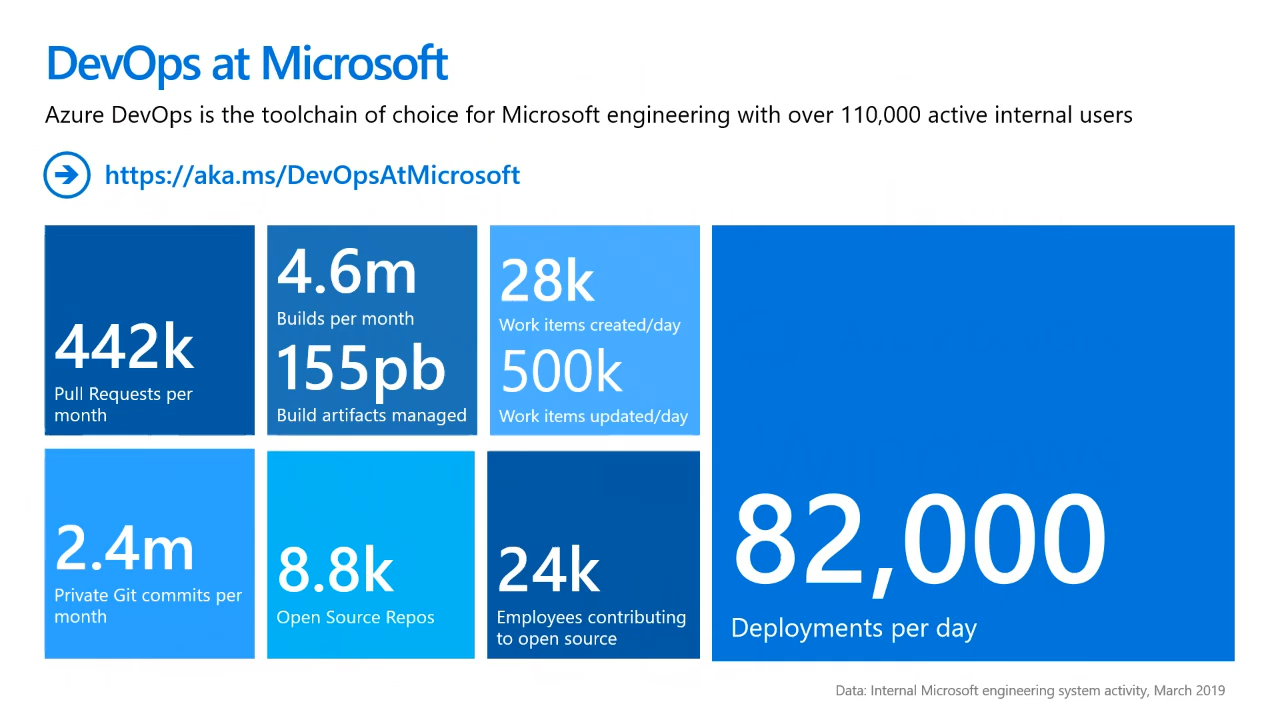 DevOps at Microsoft
Azure DevOps is the toolchain of choice for Microsoft engineering with over 110,000 active internal users
https://aka.ms/DevOpsAtMicrosoft
442k
Pull Requests per
month
4.6m
Builds per month
155pb
Build artifacts managed
28k
Work items created/day
500k
Work items updated/day
2.4m
Private Git commits per
month
8.8k
Open Source Repos
24k
Employees contributing
to open source
82,000
Deployments per day
Data: Internal Microsoft engineering system activity, March 2019